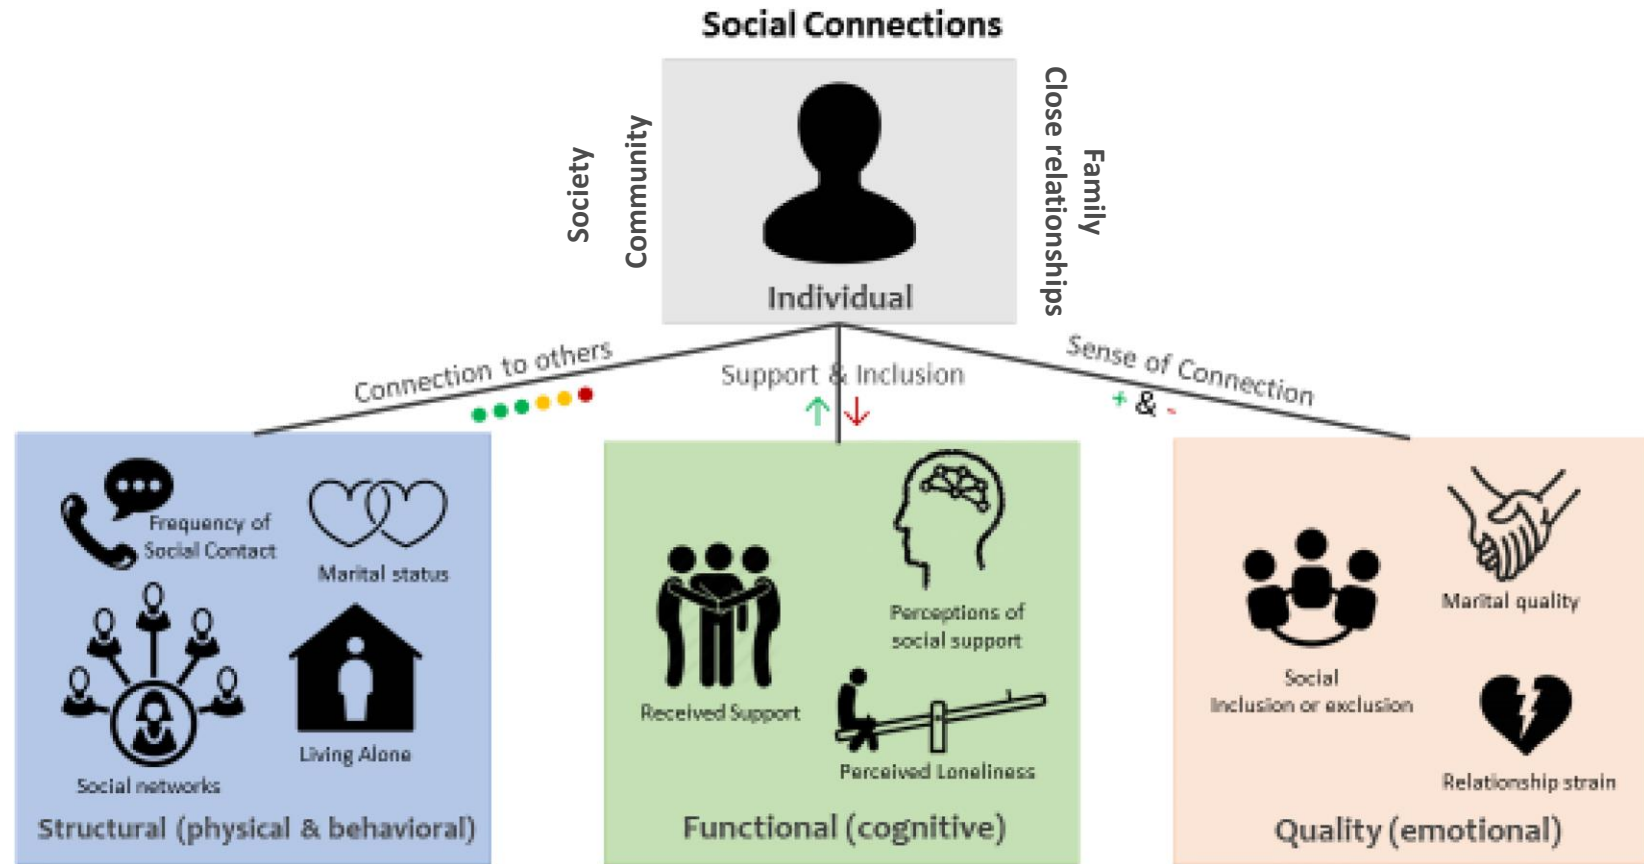 Social Connections
Society
Community
Close relationships
Family
Individual
Connection to others
Support & Inclusion
Sense of Connection
+ & -
Frequency of
Social Contact
Marital status
Social networks
Living Alone
Structural (physical & behavioral)
Perceptions of
social support
Received Support
Perceived Loneliness
Functional (cognitive)
Marital quality
Social
Inclusion or exclusion
Relationship strain
Quality (emotional)